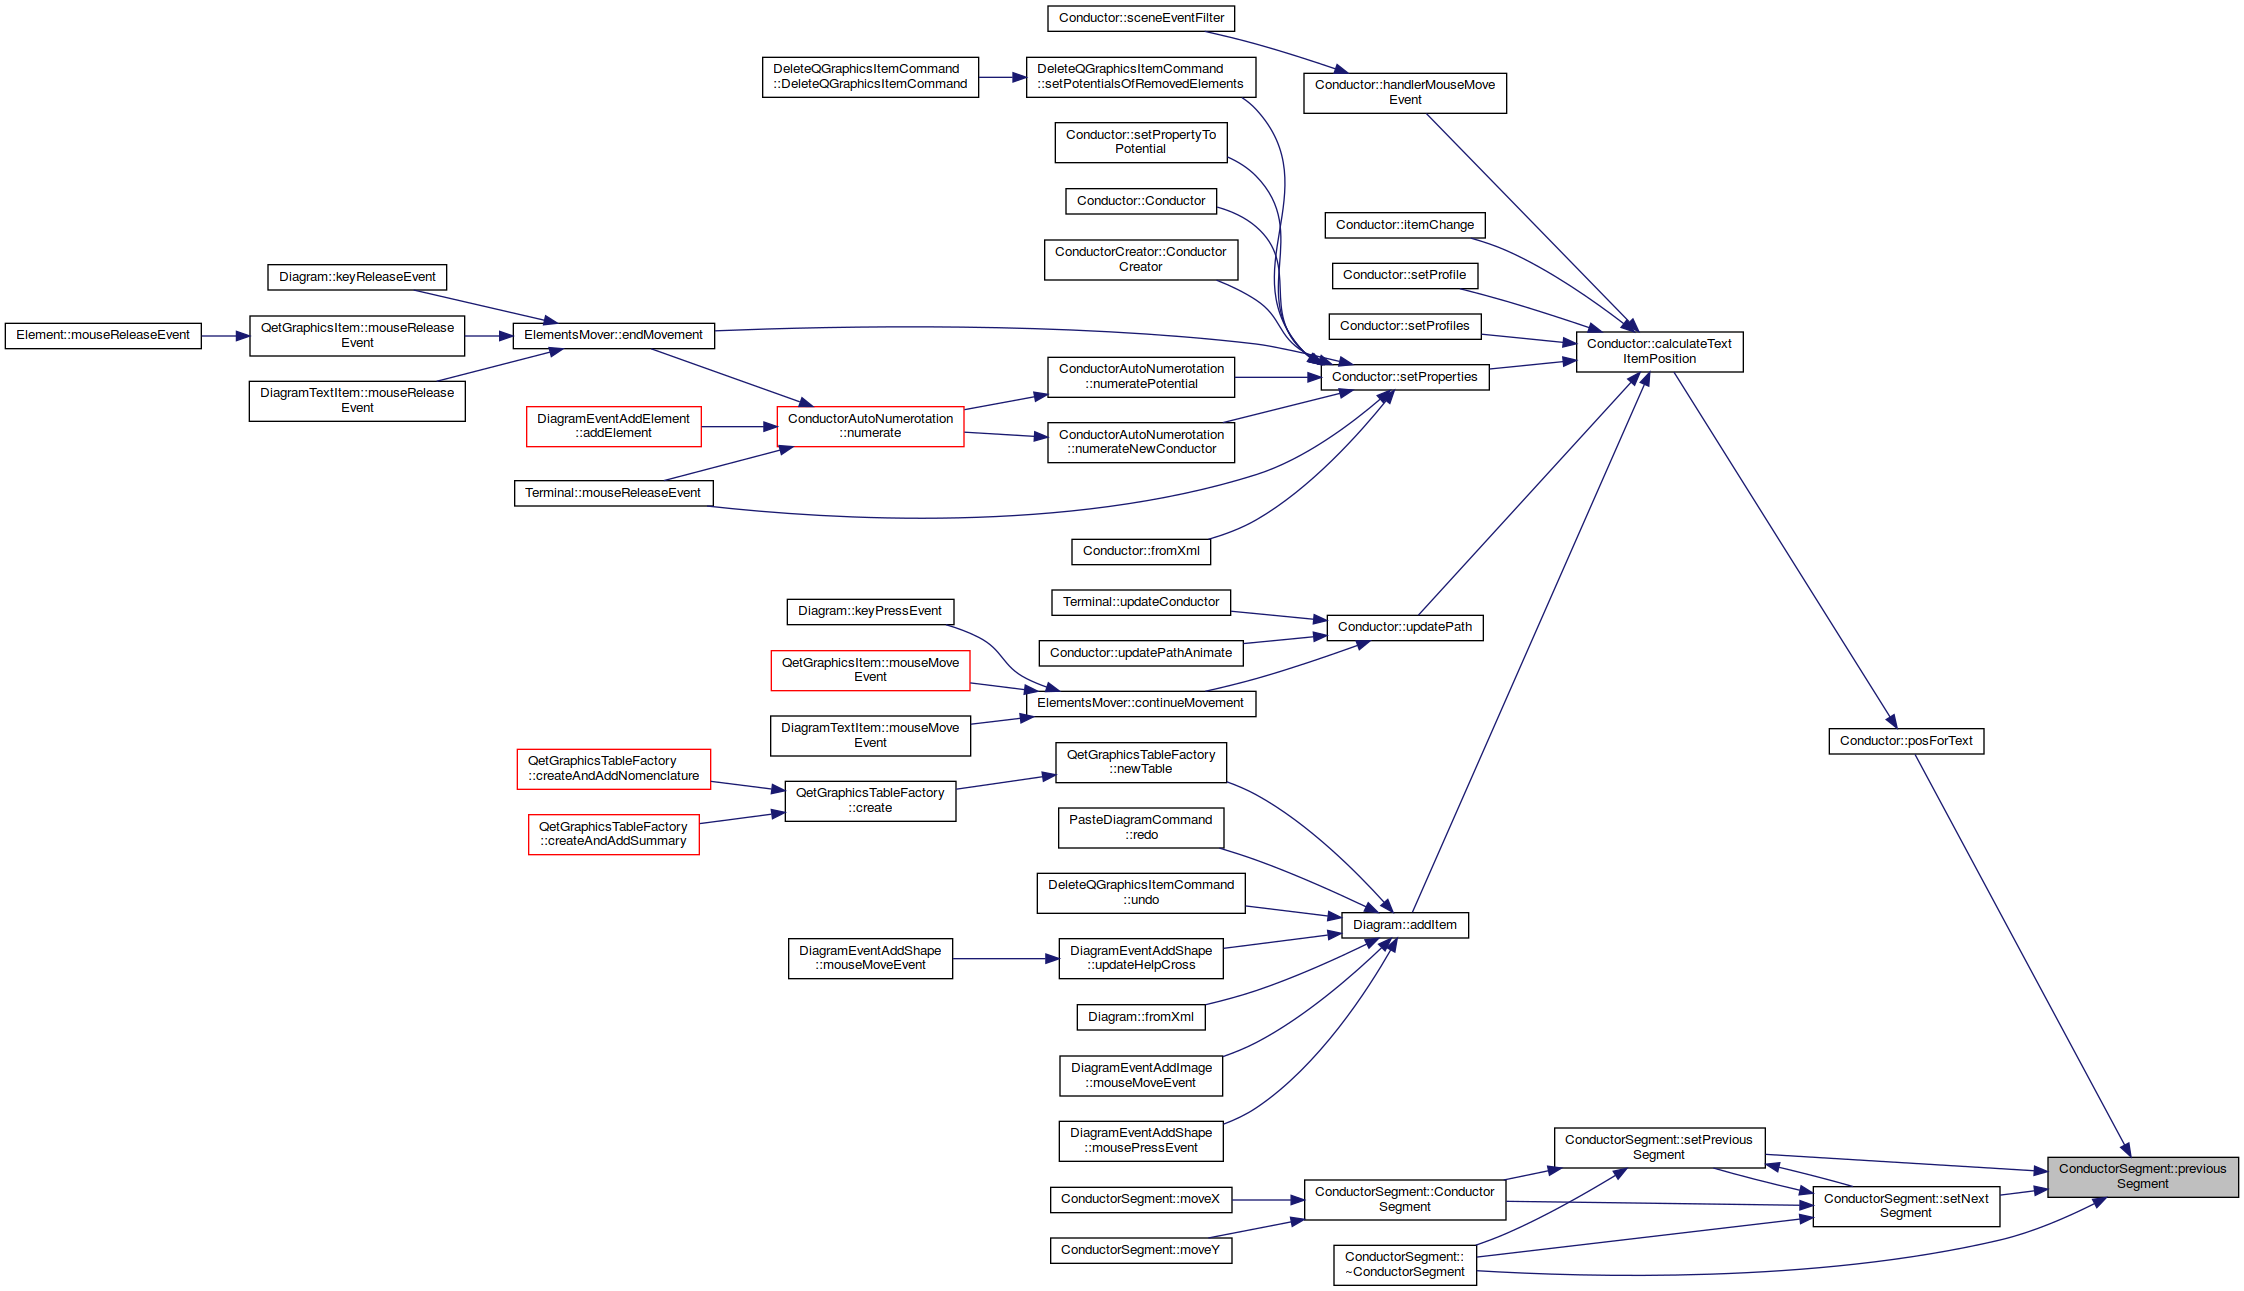 Conductor::sceneEventFilter
DeleteQGraphicsItemCommand
::DeleteQGraphicsItemCommand
DeleteQGraphicsItemCommand
::setPotentialsOfRemovedElements
Conductor::handlerMouseMove
Event
Conductor::setPropertyTo
Potential
Conductor::Conductor
Conductor::itemChange
ConductorCreator::Conductor
Creator
Conductor::setProfile
Diagram::keyReleaseEvent
Conductor::setProfiles
Element::mouseReleaseEvent
QetGraphicsItem::mouseRelease
Event
ElementsMover::endMovement
Conductor::calculateText
ItemPosition
ConductorAutoNumerotation
::numeratePotential
Conductor::setProperties
DiagramTextItem::mouseRelease
Event
DiagramEventAddElement
::addElement
ConductorAutoNumerotation
::numerate
ConductorAutoNumerotation
::numerateNewConductor
Terminal::mouseReleaseEvent
Conductor::fromXml
Diagram::keyPressEvent
Terminal::updateConductor
Conductor::updatePath
Conductor::updatePathAnimate
QetGraphicsItem::mouseMove
Event
ElementsMover::continueMovement
DiagramTextItem::mouseMove
Event
Conductor::posForText
QetGraphicsTableFactory
::createAndAddNomenclature
QetGraphicsTableFactory
::newTable
QetGraphicsTableFactory
::create
QetGraphicsTableFactory
::createAndAddSummary
PasteDiagramCommand
::redo
DeleteQGraphicsItemCommand
::undo
Diagram::addItem
DiagramEventAddShape
::mouseMoveEvent
DiagramEventAddShape
::updateHelpCross
Diagram::fromXml
DiagramEventAddImage
::mouseMoveEvent
DiagramEventAddShape
::mousePressEvent
ConductorSegment::setPrevious
Segment
ConductorSegment::previous
Segment
ConductorSegment::moveX
ConductorSegment::Conductor
Segment
ConductorSegment::setNext
Segment
ConductorSegment::moveY
ConductorSegment::
~ConductorSegment